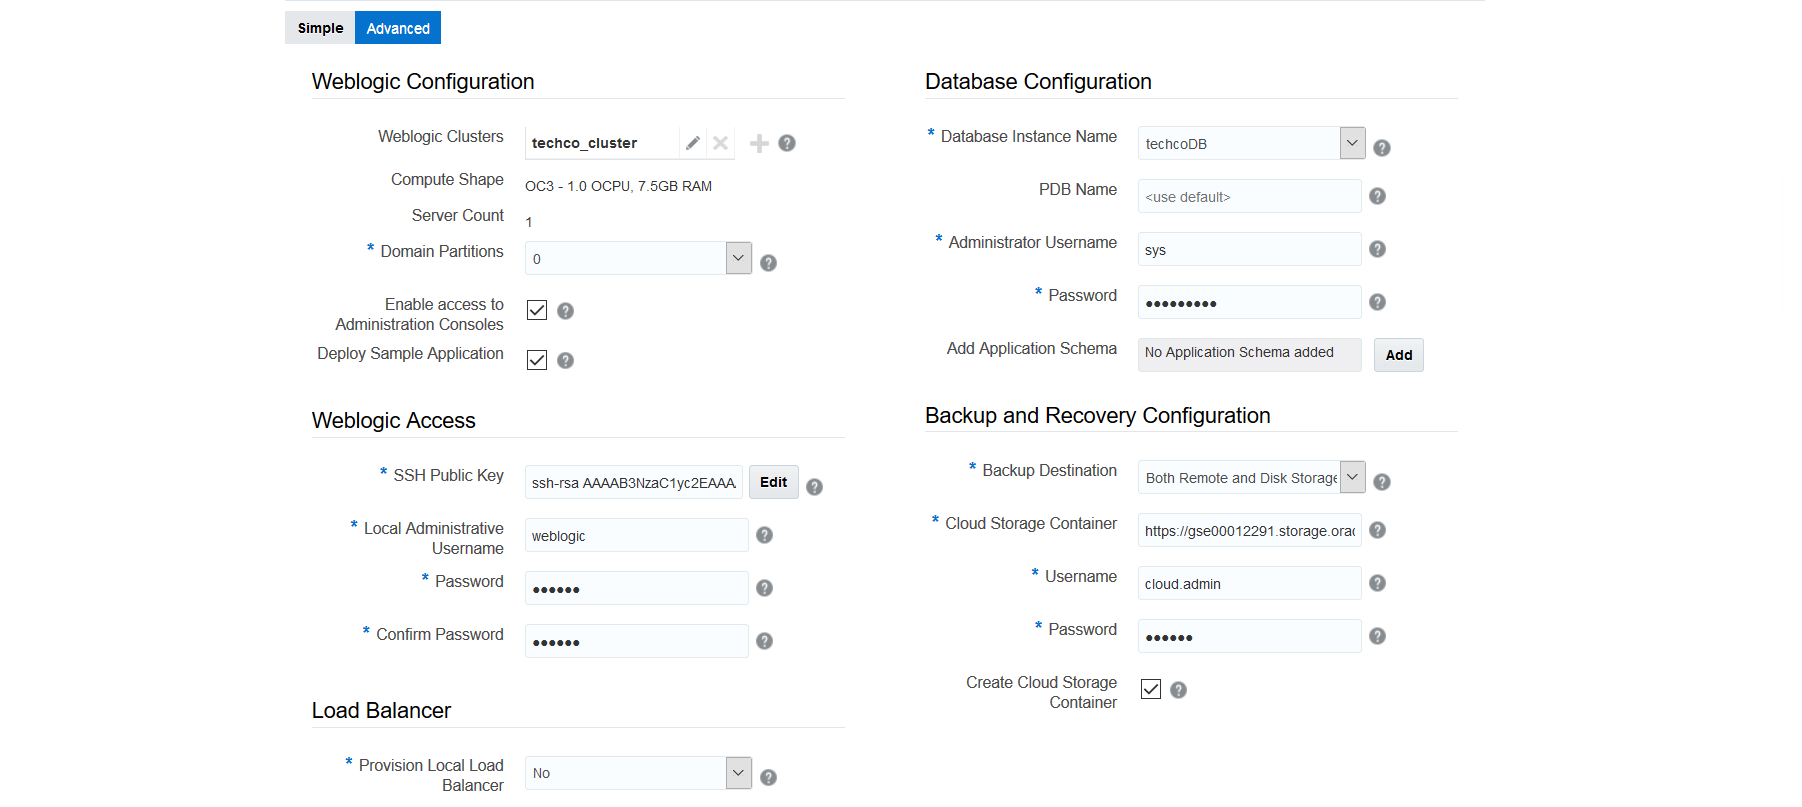 Simple Advanced
Weblogic Configuration
Weblogic Clusters techco_cluster
Compute Shape OC3 - 1.0 OCPU, 7.5GB RAM
Server Count 1
* Domain Partitions 0
Enable access to
Administration Consoles
Deploy Sample Application
Weblogic Access
* SSH Public Key ssh-rsa AAAAB3NzaC1yc2EAAA Edit
* Local Administrative
Username weblogic
* Password ●●●●●●
* Confirm Password ●●●●●●
Load Balancer
* Provision Local Load
Balancer No
Database Configuration
* Database Instance Name techcoDB
PDB Name <use default>
* Administrator Username sys
* Password ●●●●●●●●●
Add Application Schema No Application Schema added Add
Backup and Recovery Configuration
* Backup Destination Both Remote and Disk Storage
* Cloud Storage Container https://gse00012291.storage.orac
* Username cloud.admin
* Password ●●●●●●
Create Cloud Storage
Container